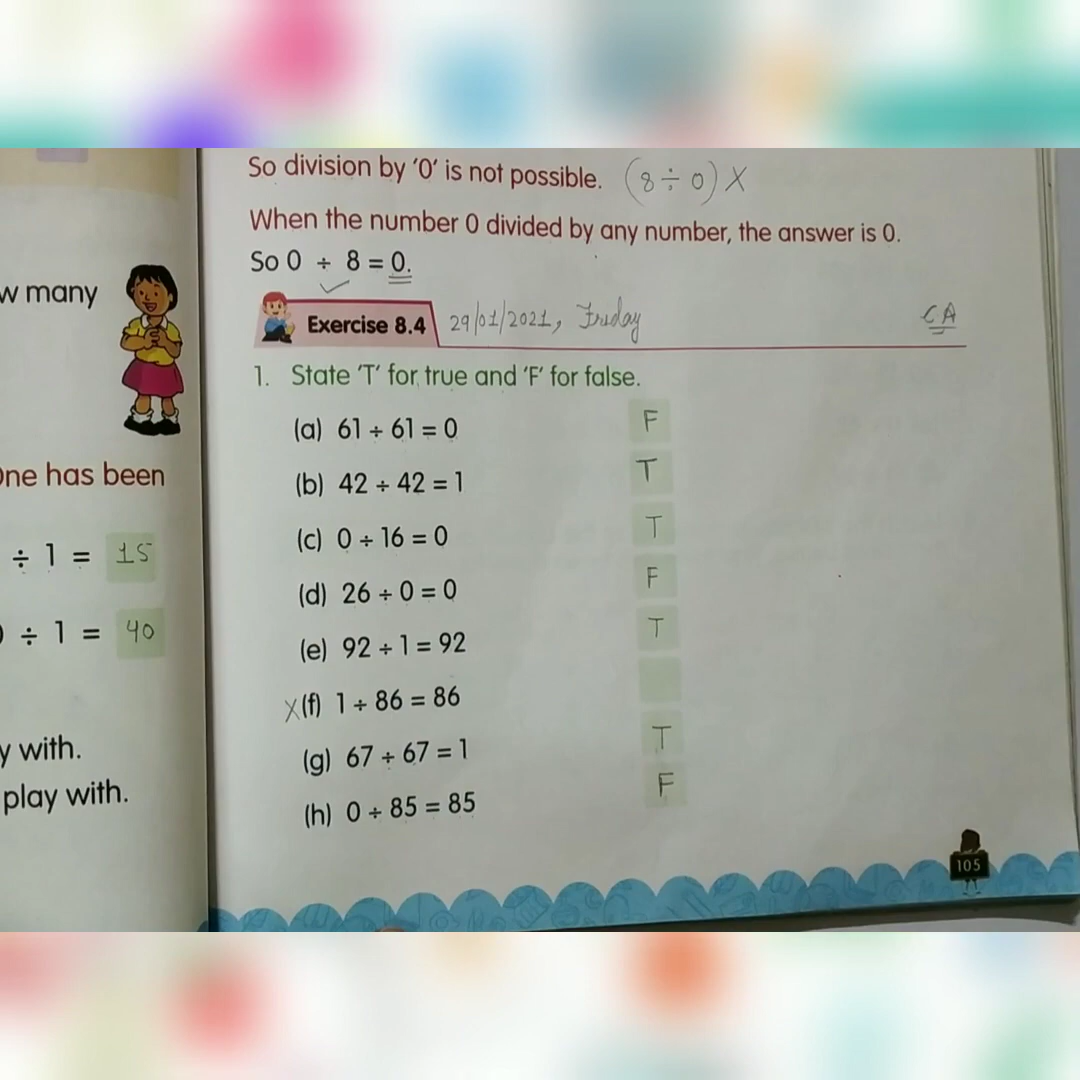 w many
One has been
÷ 1 = 15
÷ 1 = 40
y with.
play with.
So division by '0' is not possible. (8 ÷ 0) X
When the number 0 divided by any number, the answer is 0.
So 0 ÷ 8 = 0.
Exercise 8.4 29/01/2021, Friday CA
1. State 'T' for true and 'F' for false.
(a) 61 ÷ 61 = 0 F
(b) 42 ÷ 42 = 1 T
(c) 0 ÷ 16 = 0 T
(d) 26 ÷ 0 = 0 F
(e) 92 ÷ 1 = 92 T
X(f) 1 ÷ 86 = 86
(g) 67 ÷ 67 = 1 T
(h) 0 ÷ 85 = 85 F
105